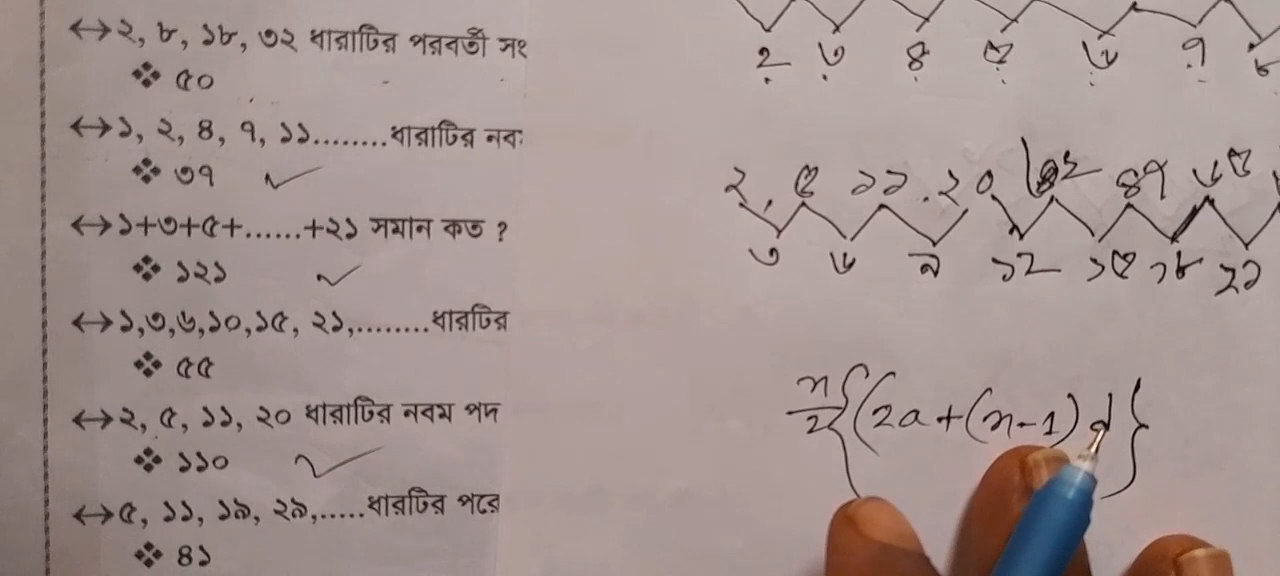 ↔২, ৮, ১৮, ৩২ ধারাটির পরবর্তী
❖ ৫০
↔১, ২, ৪, ৭, ১১........ধারাটির
❖ ৩৭
↔১+৩+৫+......+২১ সমান কত ?
❖ ১২১
↔১,৩,৬,১০,১৫, ২১,........ধারটির
❖ ৫৫
↔২, ৫, ১১, ২০ ধারাটির নবম পদ
❖ ১১০
↔৫, ১১, ১৯, ২৯,.....ধারটির পরে
❖ ৪১
২ ৩ ৪ ৫ ৬ ৭ ৮
২, ৫ ১১ .২০ ৩২ ৪৭ ৬৫
৩ ৬ ৯ ১২ ১৫ ১৮ ২১
n/2{(2a+(n-1)d}